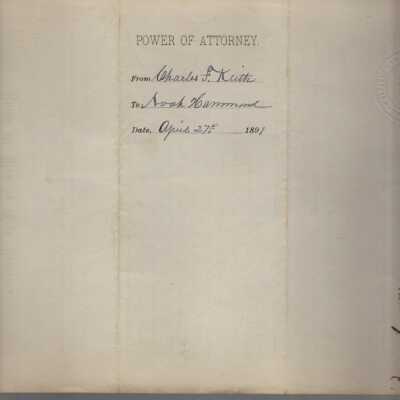 POWER OF ATTORNEY.
From Charles F. Keith
To Noah Hammond
Date, April 27th 1891